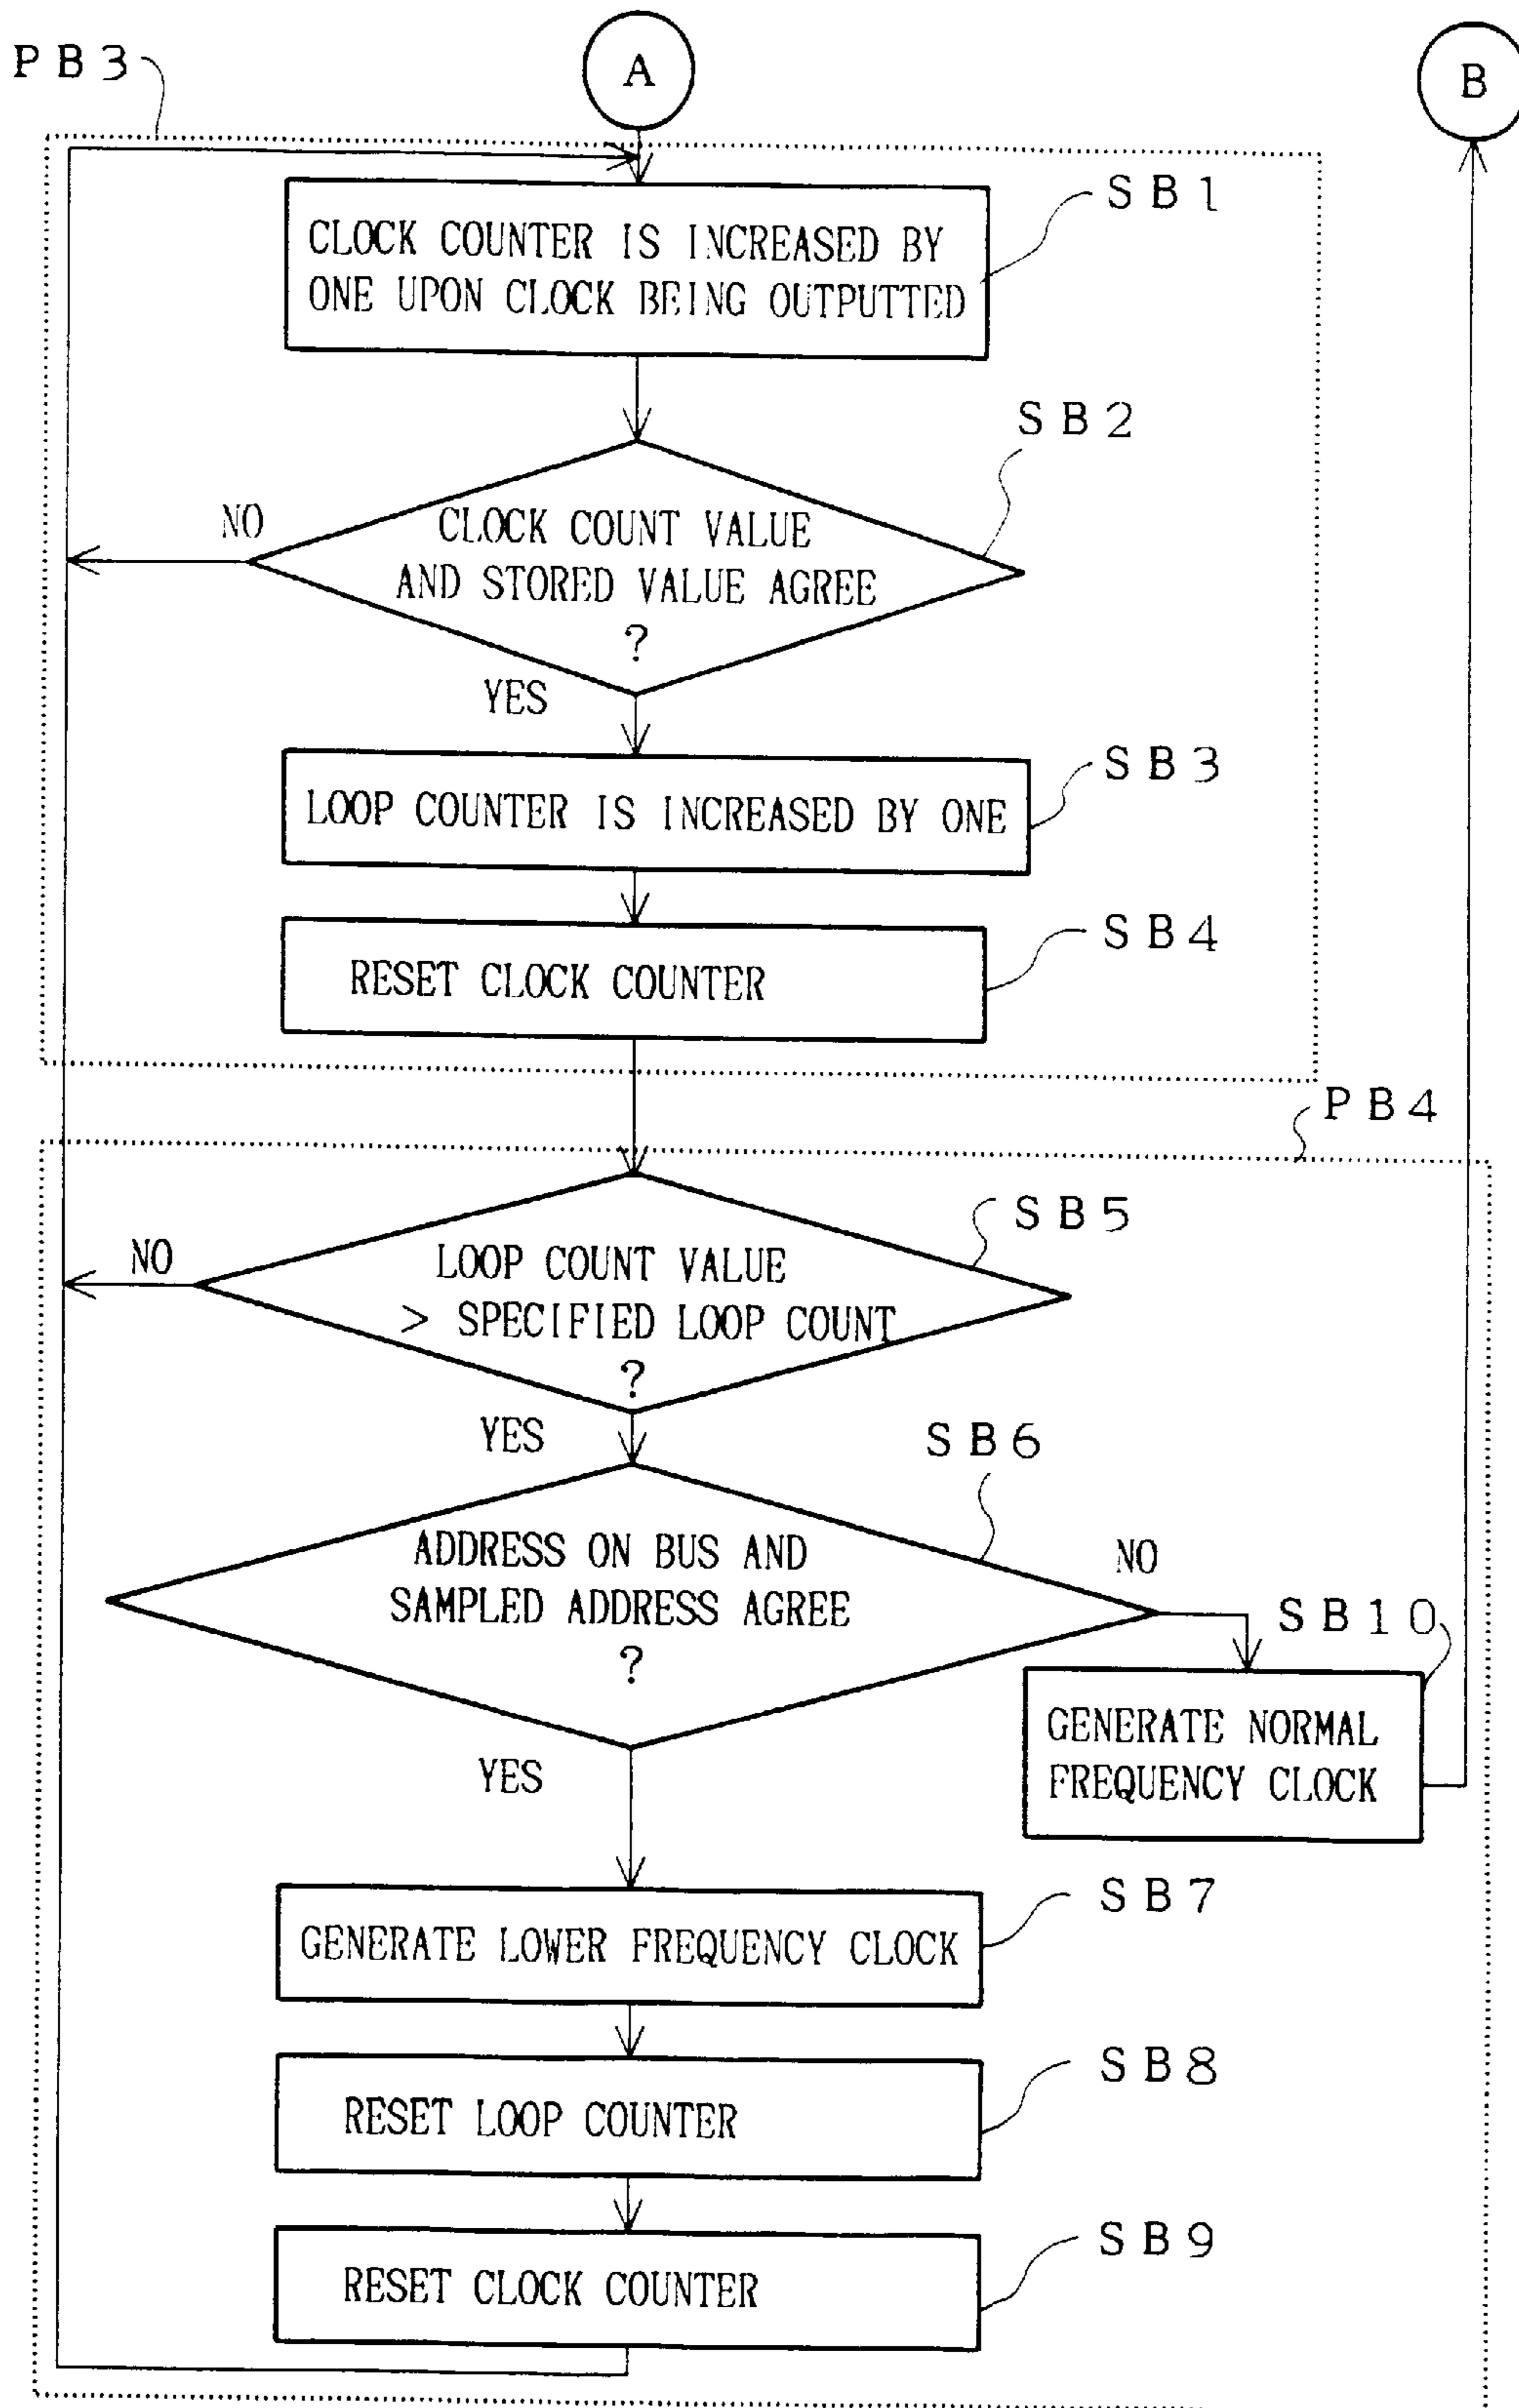 A
B
PB3
SB1
CLOCK COUNTER IS INCREASED BY
ONE UPON CLOCK BEING OUTPUTTED
SB2
NO
CLOCK COUNT VALUE
AND STORED VALUE AGREE
?
YES
SB3
LOOP COUNTER IS INCREASED BY ONE
SB4
RESET CLOCK COUNTER
PB4
SB5
NO
LOOP COUNT VALUE
> SPECIFIED LOOP COUNT
?
YES
SB6
ADDRESS ON BUS AND
SAMPLED ADDRESS AGREE
?
NO
SB10
GENERATE NORMAL
FREQUENCY CLOCK
YES
SB7
GENERATE LOWER FREQUENCY CLOCK
SB8
RESET LOOP COUNTER
SB9
RESET CLOCK COUNTER